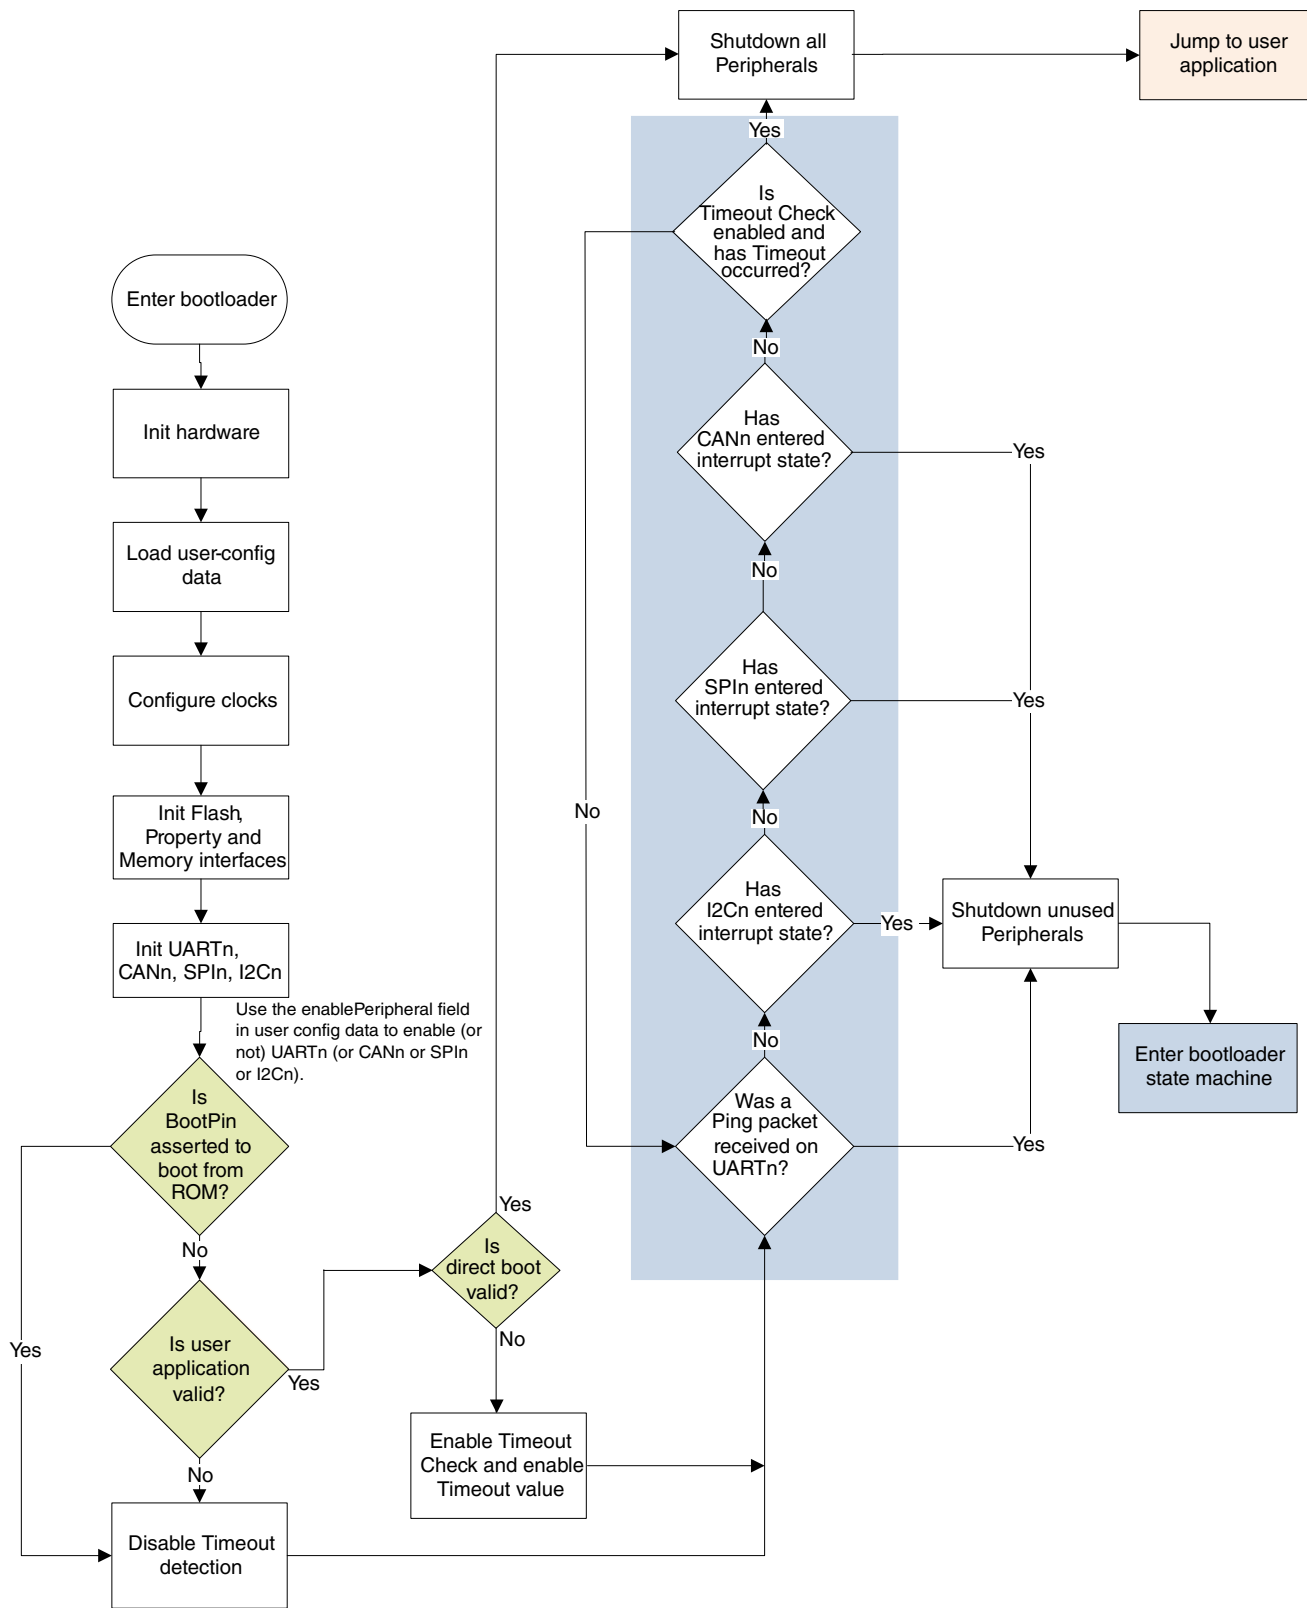 Shutdown all
Peripherals
Jump to user
application
Yes
Is
Timeout Check
enabled and
has Timeout
occurred?
Enter bootloader
No
Init hardware
Has
CANn entered
interrupt state?
Yes
Load user-config
data
No
Configure clocks
Has
SPIn entered
interrupt state?
Yes
No
Init Flash,
Property and
Memory interfaces
No
Has
I2Cn entered
interrupt state?
Yes
Shutdown unused
Peripherals
Init UARTn,
CANn, SPIn, I2Cn
Use the enablePeripheral field
in user config data to enable (or
not) UARTn (or CANn or SPIn
or I2Cn).
No
Enter bootloader
state machine
Is
BootPin
asserted to
boot from
ROM?
Was a
Ping packet
received on
UARTn?
Yes
Yes
No
Is
direct boot
valid?
No
Yes
Is user
application
valid?
Yes
No
Enable Timeout
Check and enable
Timeout value
Disable Timeout
detection